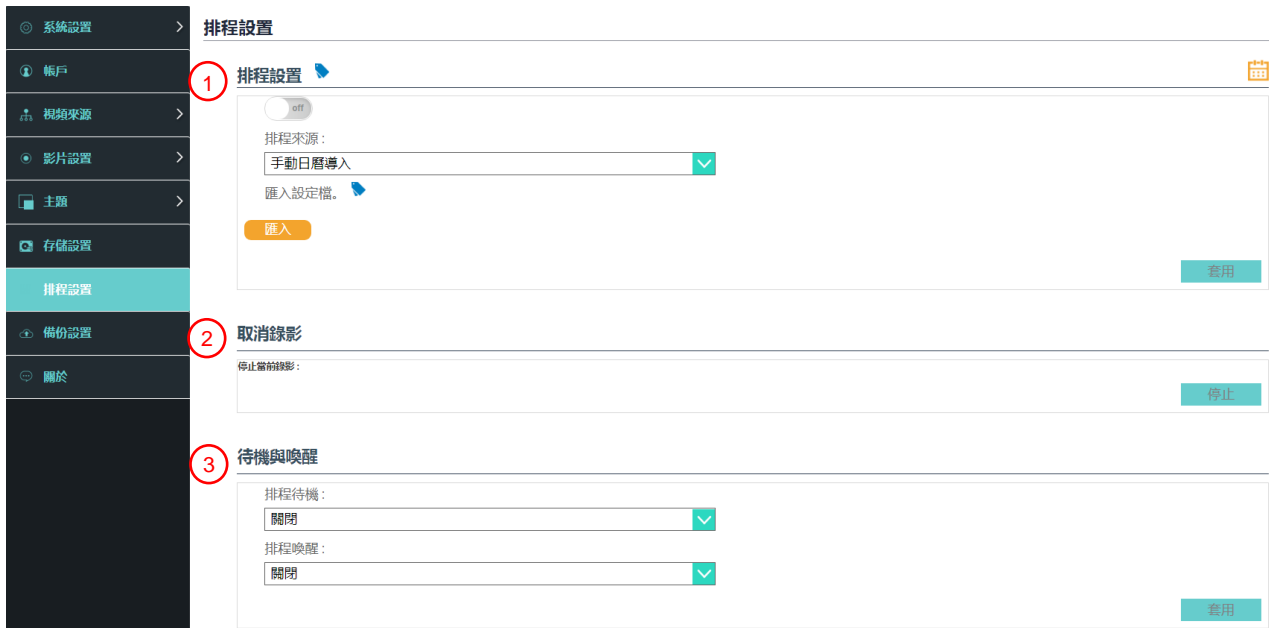 系統設置
帳戶
視頻來源
影片設置
主題
存儲設置
排程設置
備份設置
關於
排程設置
1
排程設置
off
排程來源 :
手動日曆導入
匯入設定檔。
匯入
套用
2
取消錄影
停止當前錄影 :
停止
3
待機與喚醒
排程待機 :
關閉
排程喚醒 :
關閉
套用